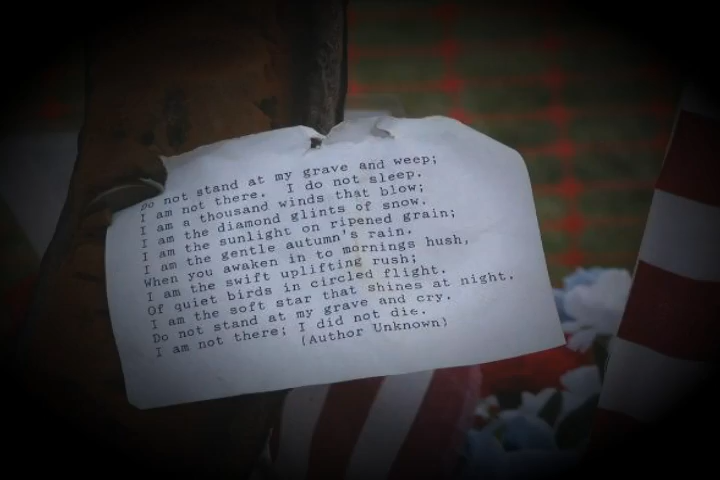 Do not stand at my grave and weep;
I am not there. I do not sleep.
I am a thousand winds that blow;
I am the diamond glints of snow.
I am the sunlight on ripened grain;
I am the gentle autumn's rain.
When you awaken in to mornings hush,
I am the swift uplifting rush;
Of quiet birds in circled flight.
I am the soft star that shines at night.
Do not stand at my grave and cry.
I am not there; I did not die.
(Author Unknown)